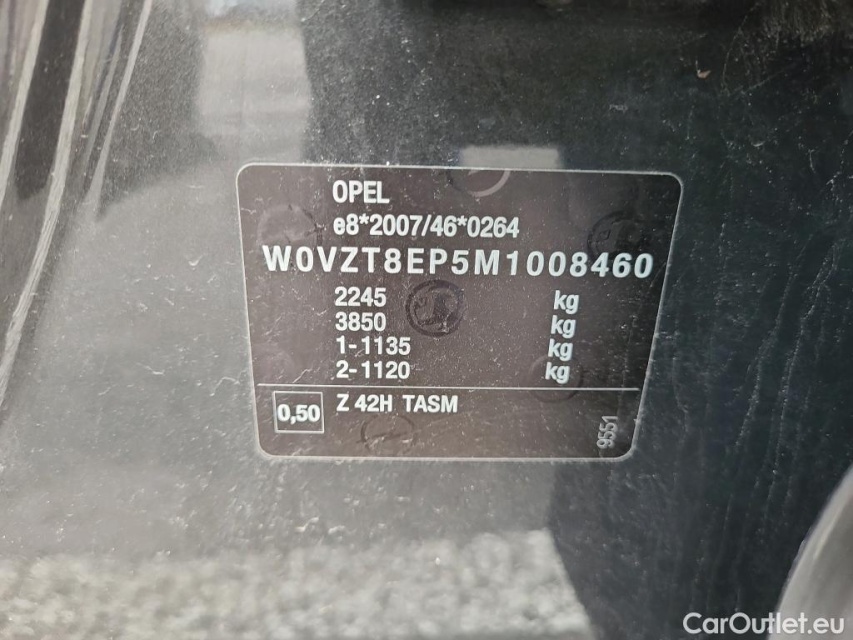 OPEL
e8*2007/46*0264
W0VZT8EP5M1008460
2245 kg
3850 kg
1-1135 kg
2-1120 kg
0,50 Z 42H TASM
9551
CarOutlet.eu